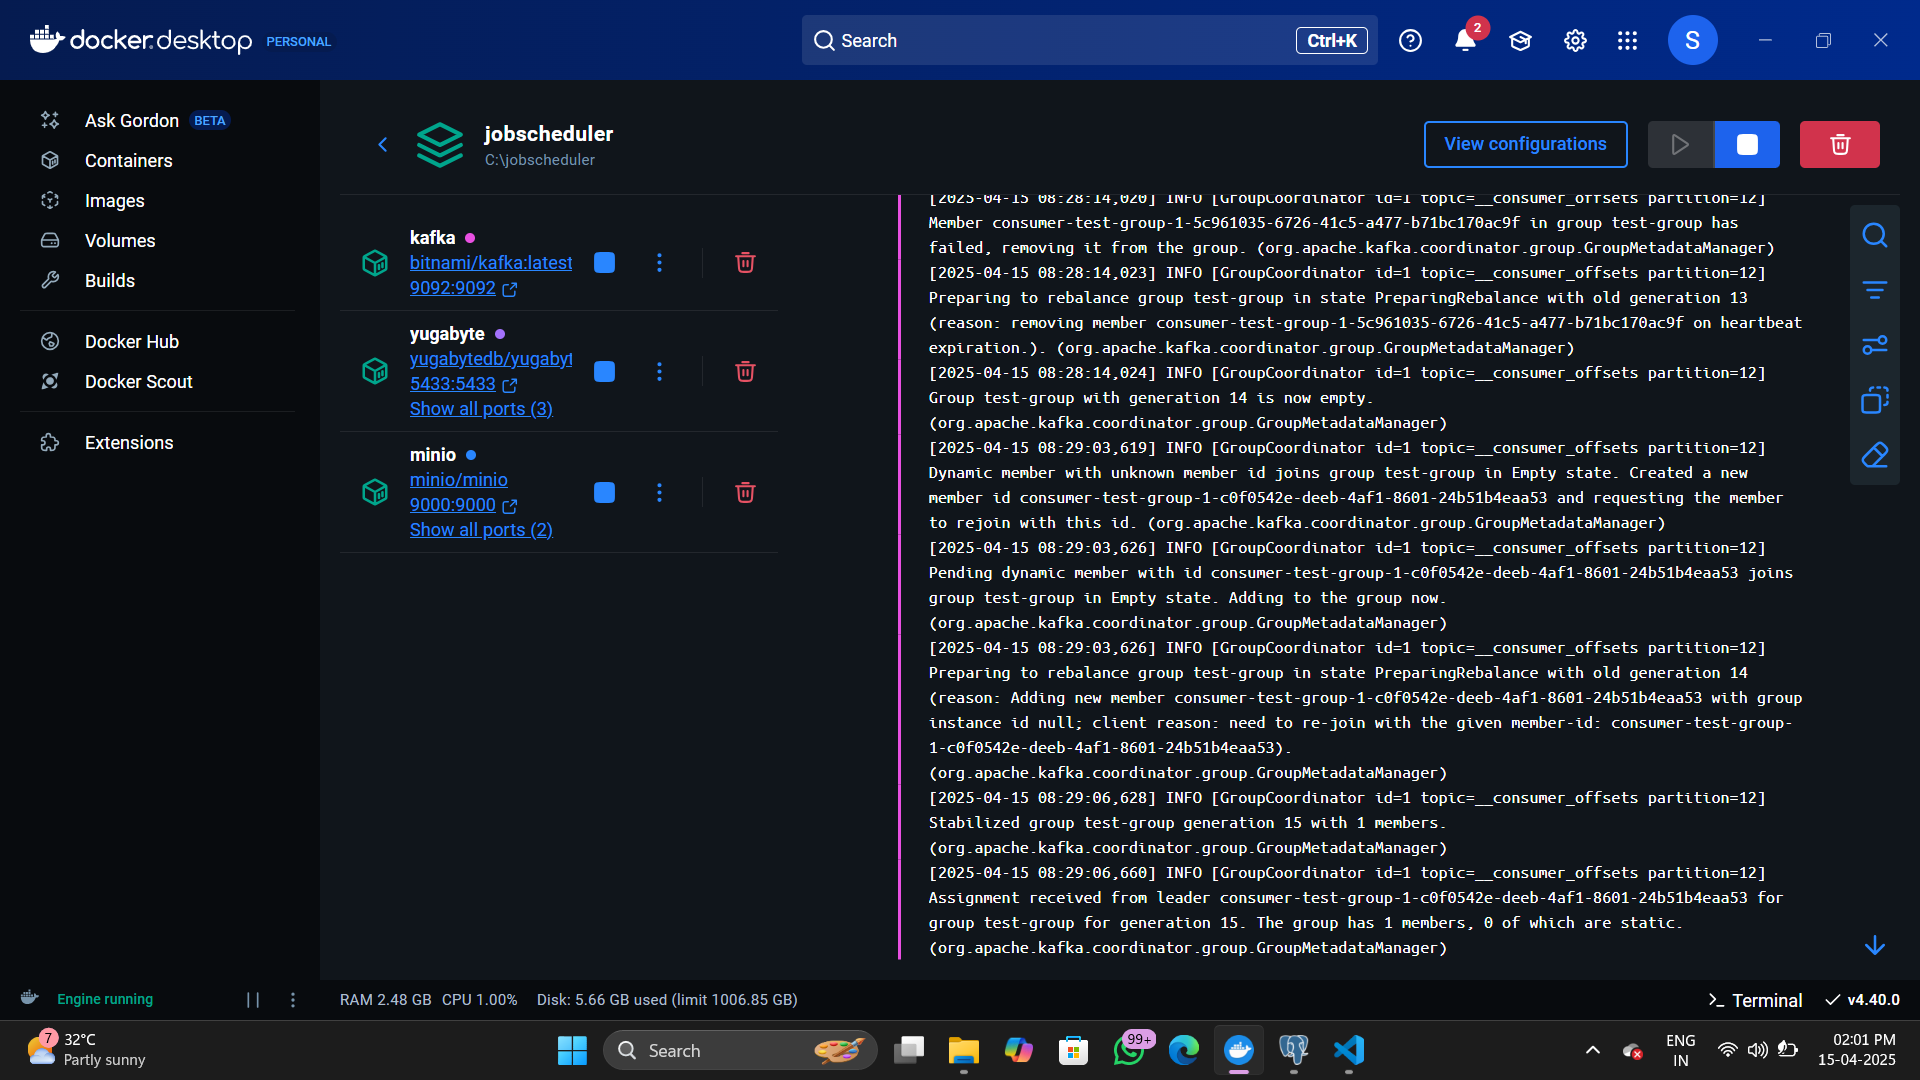 docker.desktop PERSONAL
Search
Ctrl+K
2
S
Ask Gordon BETA
Containers
Images
Volumes
Builds
Docker Hub
Docker Scout
Extensions
jobscheduler
C:\jobscheduler
View configurations
kafka
bitnami/kafka:latest
9092:9092
yugabyte
yugabytedb/yugabyt
5433:5433
Show all ports (3)
minio
minio/minio
9000:9000
Show all ports (2)
[2025-04-15 08:28:14,020] INFO [GroupCoordinator id=1 topic=__consumer_offsets partition=12]
Member consumer-test-group-1-5c961035-6726-41c5-a477-b71bc170ac9f in group test-group has
failed, removing it from the group. (org.apache.kafka.coordinator.group.GroupMetadataManager)
[2025-04-15 08:28:14,023] INFO [GroupCoordinator id=1 topic=__consumer_offsets partition=12]
Preparing to rebalance group test-group in state PreparingRebalance with old generation 13
(reason: removing member consumer-test-group-1-5c961035-6726-41c5-a477-b71bc170ac9f on heartbeat
expiration.). (org.apache.kafka.coordinator.group.GroupMetadataManager)
[2025-04-15 08:28:14,024] INFO [GroupCoordinator id=1 topic=__consumer_offsets partition=12]
Group test-group with generation 14 is now empty.
(org.apache.kafka.coordinator.group.GroupMetadataManager)
[2025-04-15 08:29:03,619] INFO [GroupCoordinator id=1 topic=__consumer_offsets partition=12]
Dynamic member with unknown member id joins group test-group in Empty state. Created a new
member id consumer-test-group-1-c0f0542e-deeb-4af1-8601-24b51b4eaa53 and requesting the member
to rejoin with this id. (org.apache.kafka.coordinator.group.GroupMetadataManager)
[2025-04-15 08:29:03,626] INFO [GroupCoordinator id=1 topic=__consumer_offsets partition=12]
Pending dynamic member with id consumer-test-group-1-c0f0542e-deeb-4af1-8601-24b51b4eaa53 joins
group test-group in Empty state. Adding to the group now.
(org.apache.kafka.coordinator.group.GroupMetadataManager)
[2025-04-15 08:29:03,626] INFO [GroupCoordinator id=1 topic=__consumer_offsets partition=12]
Preparing to rebalance group test-group in state PreparingRebalance with old generation 14
(reason: Adding new member consumer-test-group-1-c0f0542e-deeb-4af1-8601-24b51b4eaa53 with group
instance id null; client reason: need to re-join with the given member-id: consumer-test-group-
1-c0f0542e-deeb-4af1-8601-24b51b4eaa53).
(org.apache.kafka.coordinator.group.GroupMetadataManager)
[2025-04-15 08:29:06,628] INFO [GroupCoordinator id=1 topic=__consumer_offsets partition=12]
Stabilized group test-group generation 15 with 1 members.
(org.apache.kafka.coordinator.group.GroupMetadataManager)
[2025-04-15 08:29:06,660] INFO [GroupCoordinator id=1 topic=__consumer_offsets partition=12]
Assignment received from leader consumer-test-group-1-c0f0542e-deeb-4af1-8601-24b51b4eaa53 for
group test-group for generation 15. The group has 1 members, 0 of which are static.
(org.apache.kafka.coordinator.group.GroupMetadataManager)
Engine running
RAM 2.48 GB CPU 1.00% Disk: 5.66 GB used (limit 1006.85 GB)
Terminal
v4.40.0
7
32°C
Partly sunny
Search
99+
ENG
IN
02:01 PM
15-04-2025